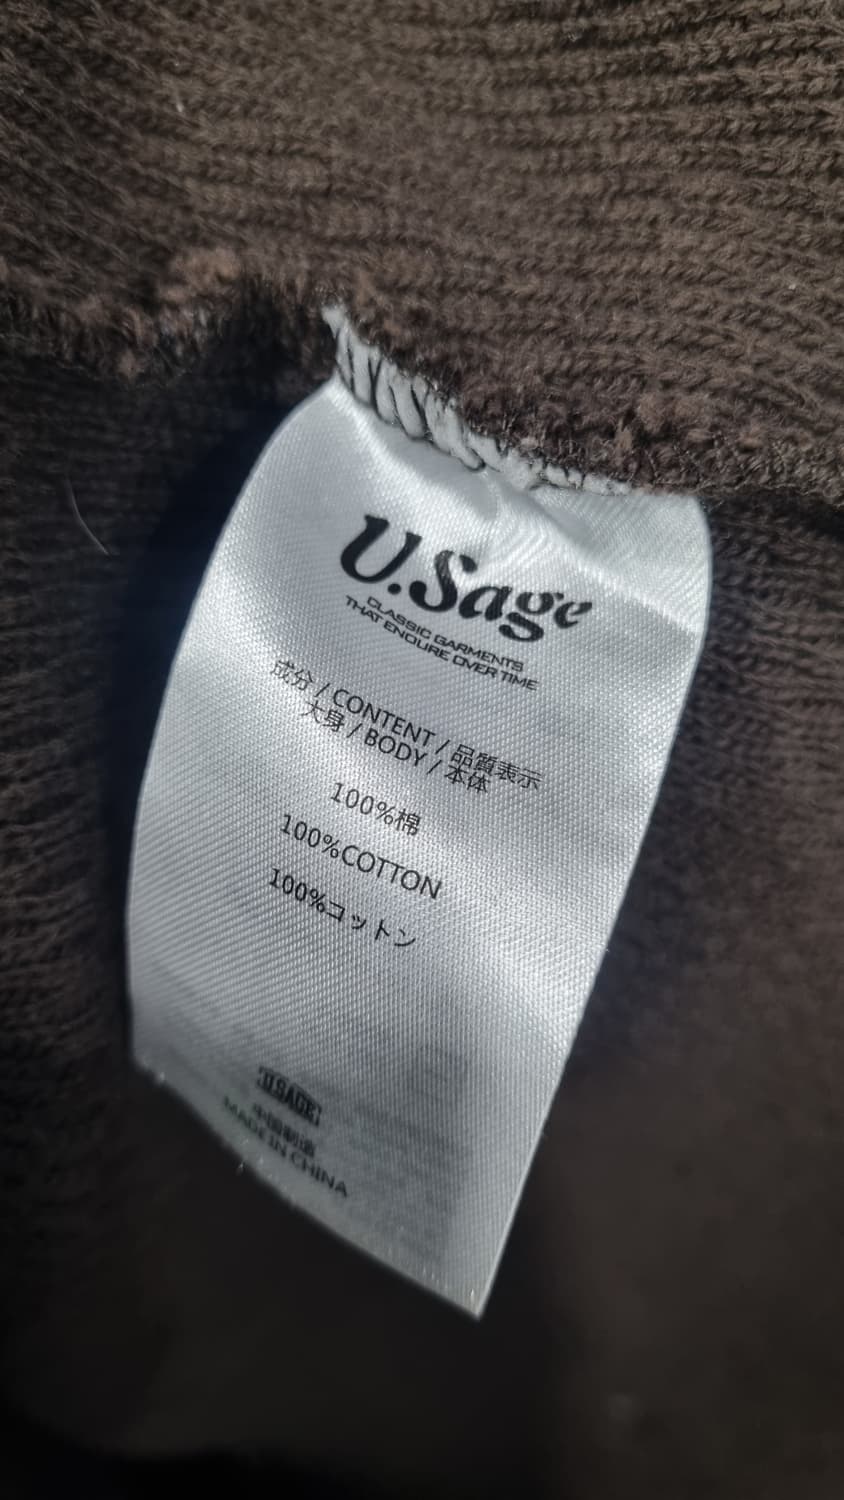 U.Sage
CLASSIC GARMENTS
THAT ENDURE OVER TIME
成分 / CONTENT / 品質表示
大身 / BODY / 本体
100%棉
100%COTTON
100%コットン
U.SAGE
中国制造
MADE IN CHINA